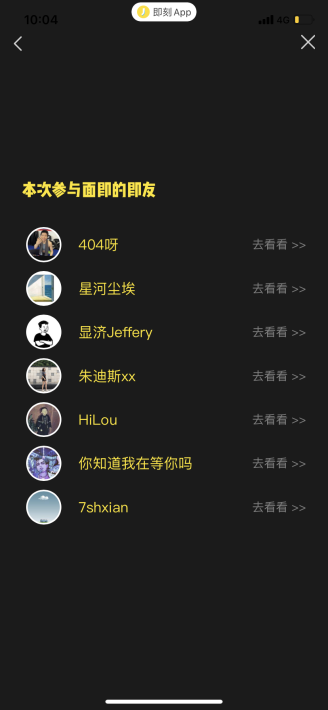 10:04
即刻 App
4G
本次参与面即的即友
404呀
去看看 >>
星河尘埃
去看看 >>
显济Jeffery
去看看 >>
朱迪斯xx
去看看 >>
HiLou
去看看 >>
你知道我在等你吗
去看看 >>
7shxian
去看看 >>